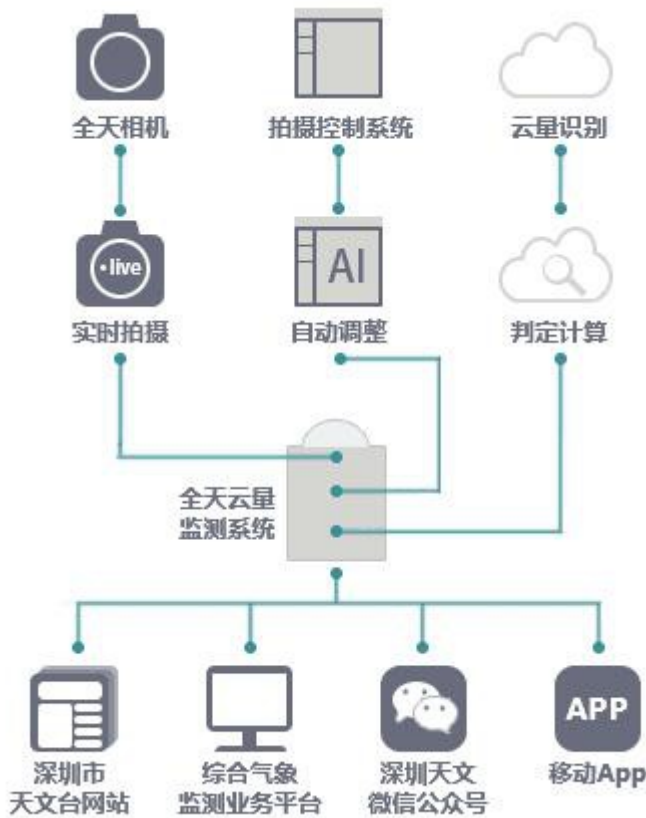 全天相机
拍摄控制系统
云量识别
live
实时拍摄
AI
自动调整
判定计算
全天云量
监测系统
深圳市
天文台网站
综合气象
监测业务平台
深圳天文
微信公众号
APP
移动App